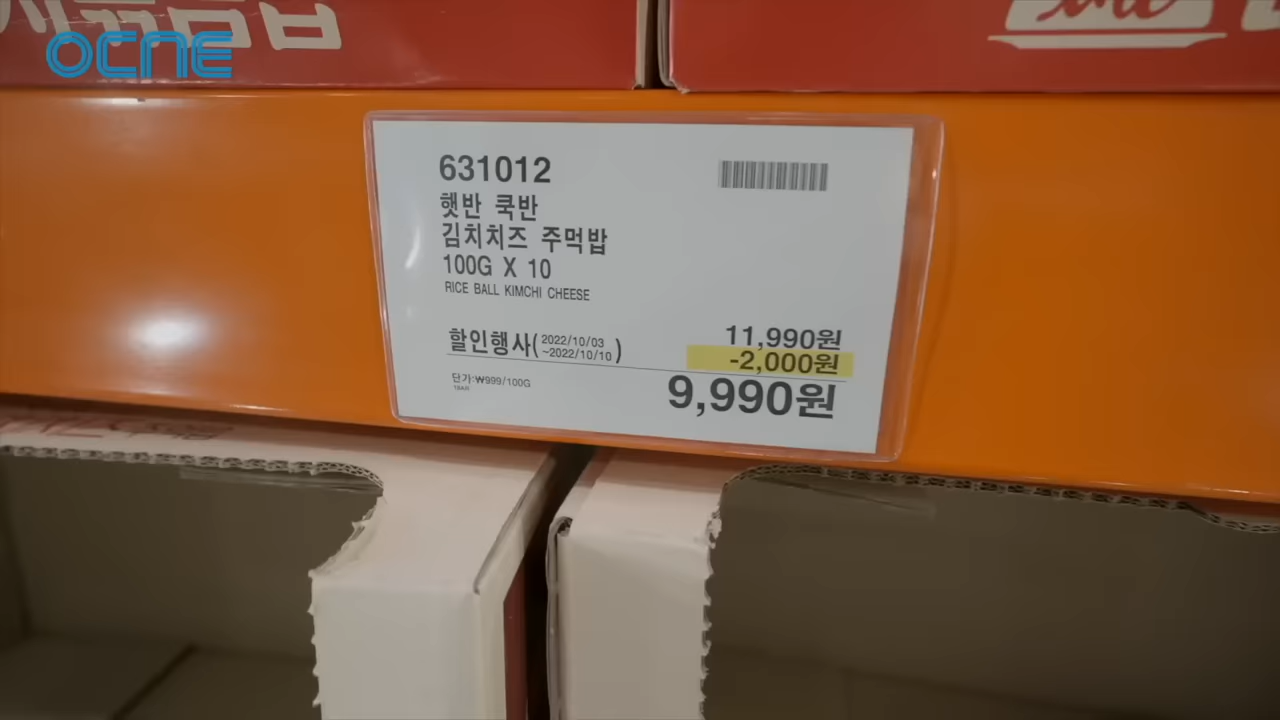 OCNE
631012
햇반 쿡반
김치치즈 주먹밥
100G X 10
RICE BALL KIMCHI CHEESE
할인행사(2022/10/03
~2022/10/10)
11,990원
-2,000원
단가:₩999/100G
9,990원